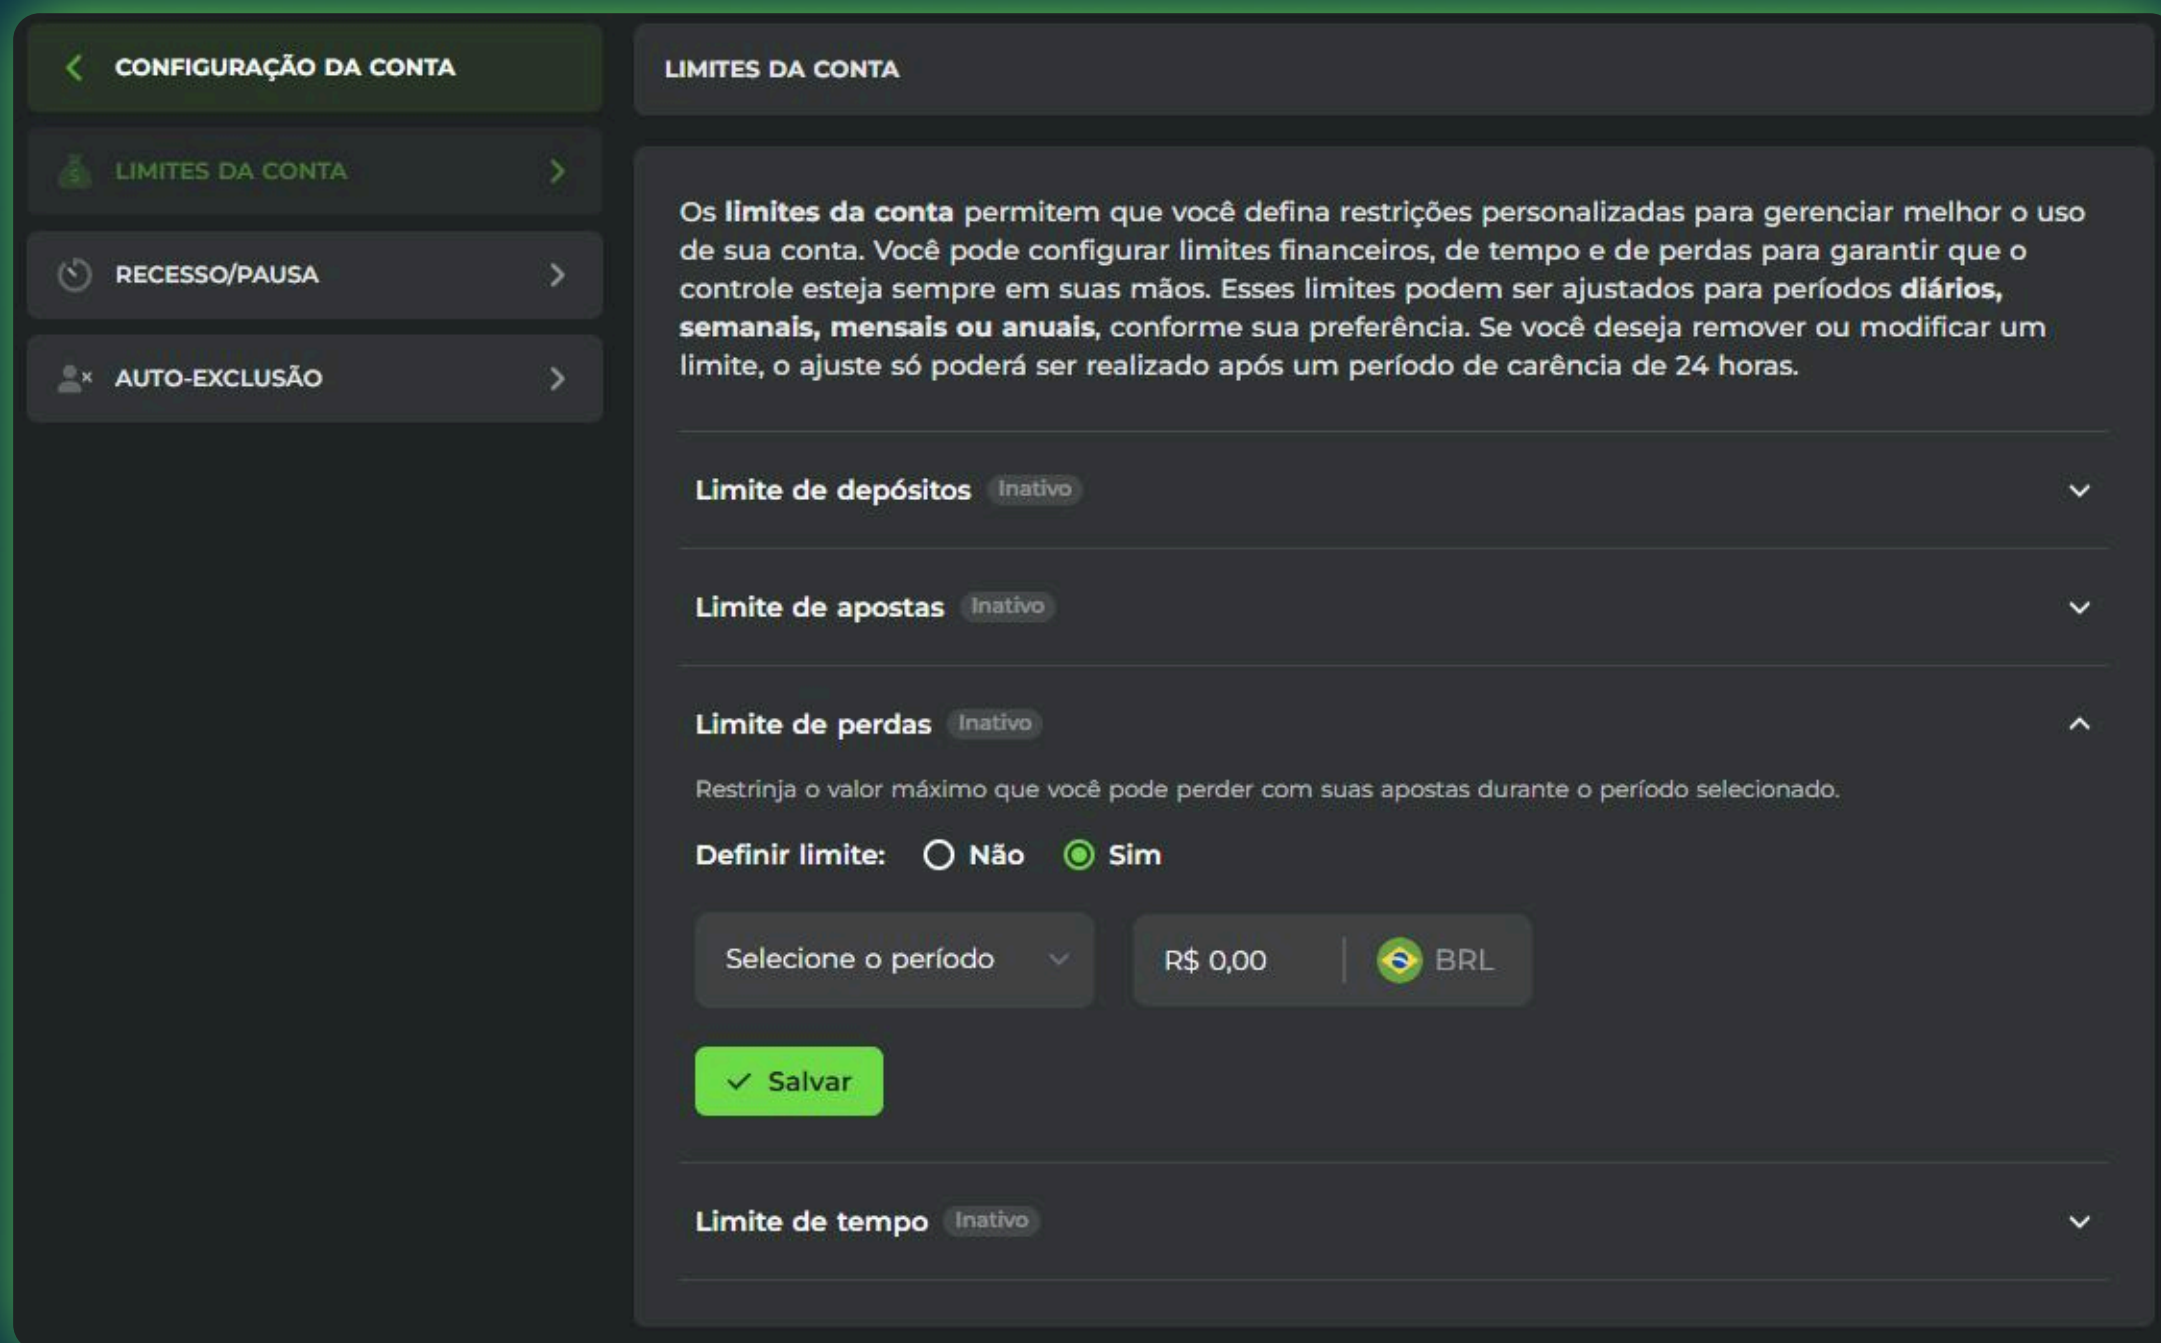 CONFIGURAÇÃO DA CONTA
LIMITES DA CONTA
RECESSO/PAUSA
AUTO-EXCLUSÃO
LIMITES DA CONTA
Os limites da conta permitem que você defina restrições personalizadas para gerenciar melhor o uso
de sua conta. Você pode configurar limites financeiros, de tempo e de perdas para garantir que o
controle esteja sempre em suas mãos. Esses limites podem ser ajustados para períodos diários,
semanais, mensais ou anuais, conforme sua preferência. Se você deseja remover ou modificar um
limite, o ajuste só poderá ser realizado após um período de carência de 24 horas.
Limite de depósitos Inativo
Limite de apostas Inativo
Limite de perdas Inativo
Restrinja o valor máximo que você pode perder com suas apostas durante o período selecionado.
Definir limite: Não Sim
Selecione o período R$ 0,00 BRL
Salvar
Limite de tempo Inativo